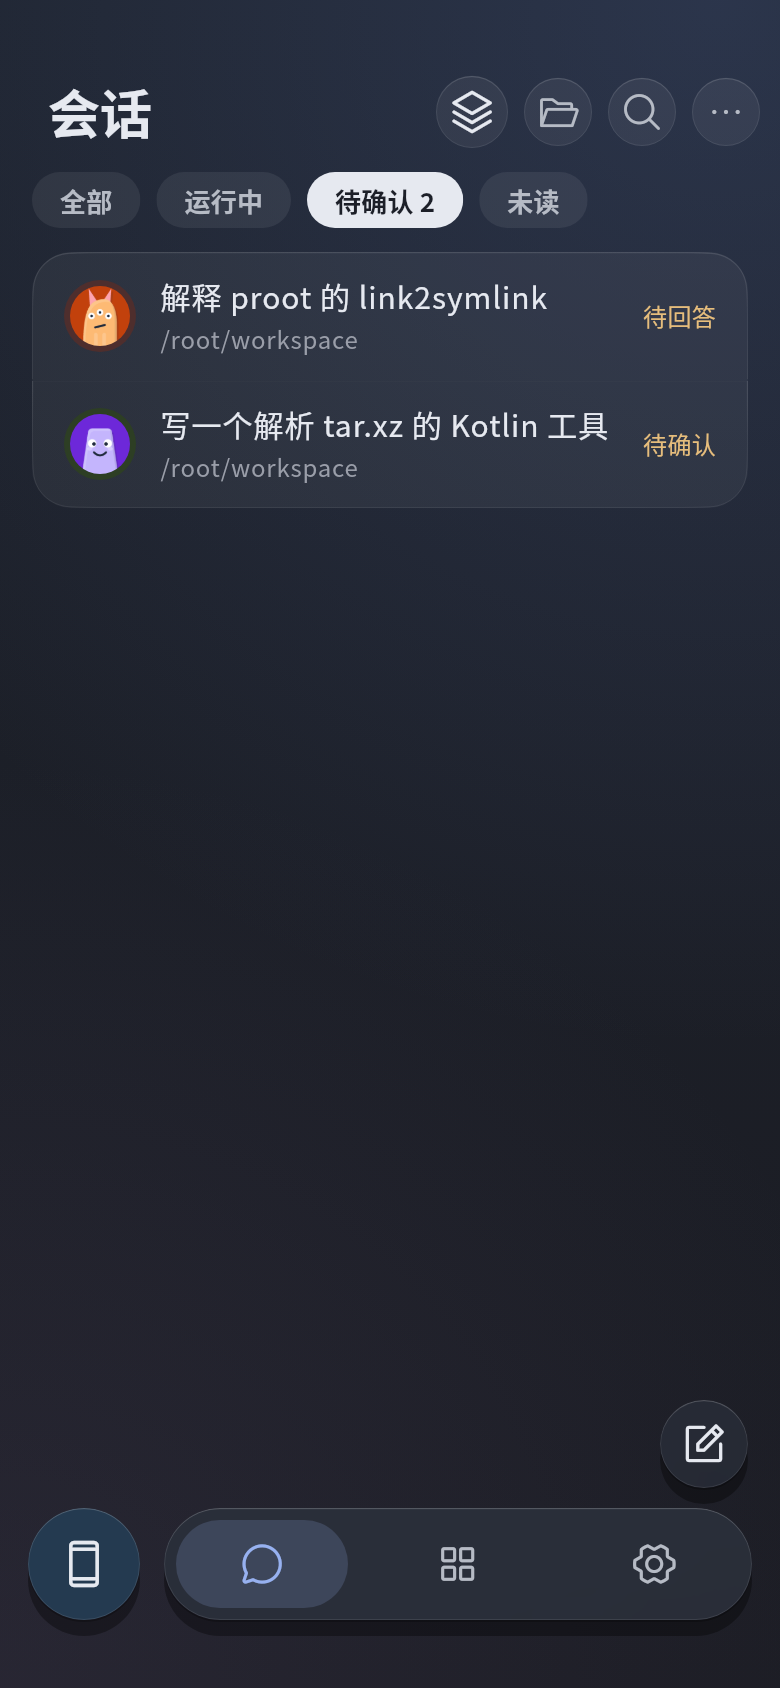 会话
全部 运行中 待确认 2 未读
解释 proot 的 link2symlink
/root/workspace
待回答
写一个解析 tar.xz 的 Kotlin 工具
/root/workspace
待确认